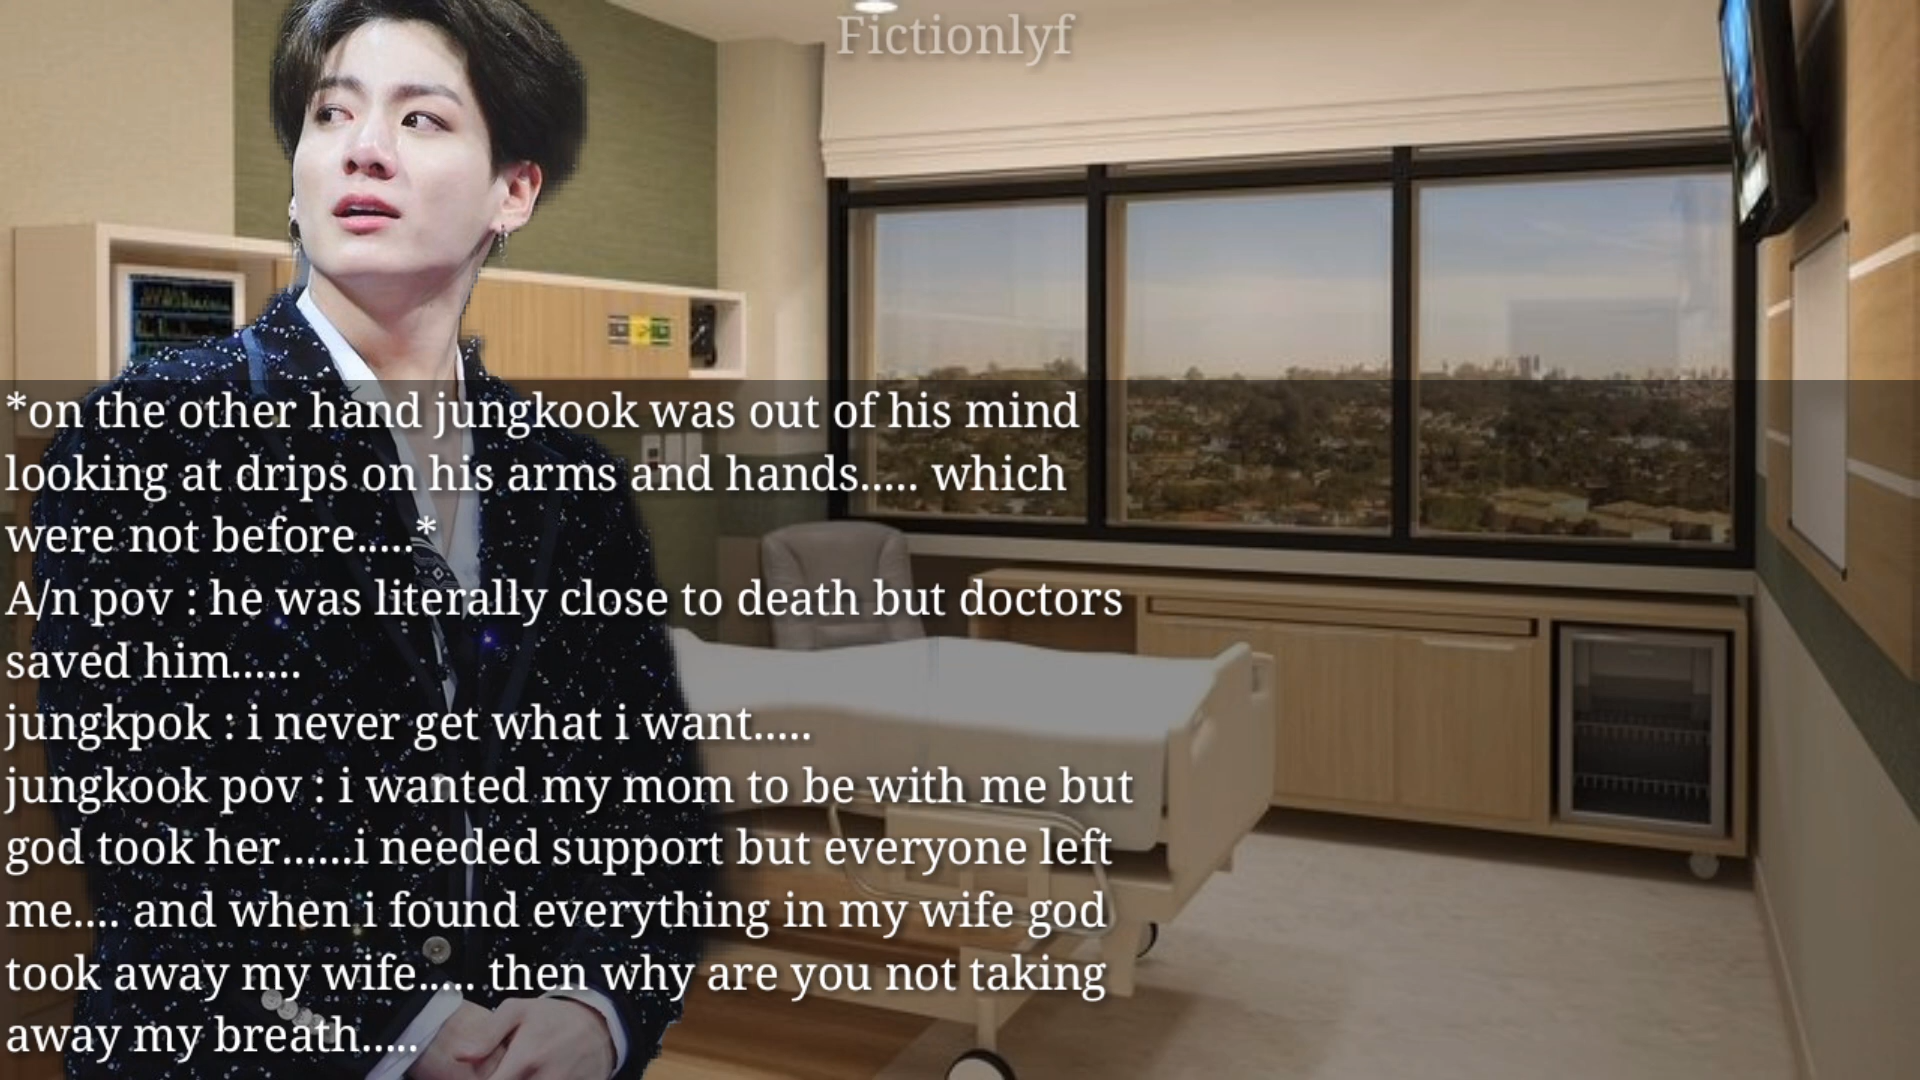 Fictionlyf
*on the other hand jungkook was out of his mind
looking at drips on his arms and hands..... which
were not before.....*
A/n pov : he was literally close to death but doctors
saved him......
jungkpok : i never get what i want.....
jungkook pov : i wanted my mom to be with me but
god took her......i needed support but everyone left
me.... and when i found everything in my wife god
took away my wife..... then why are you not taking
away my breath.....